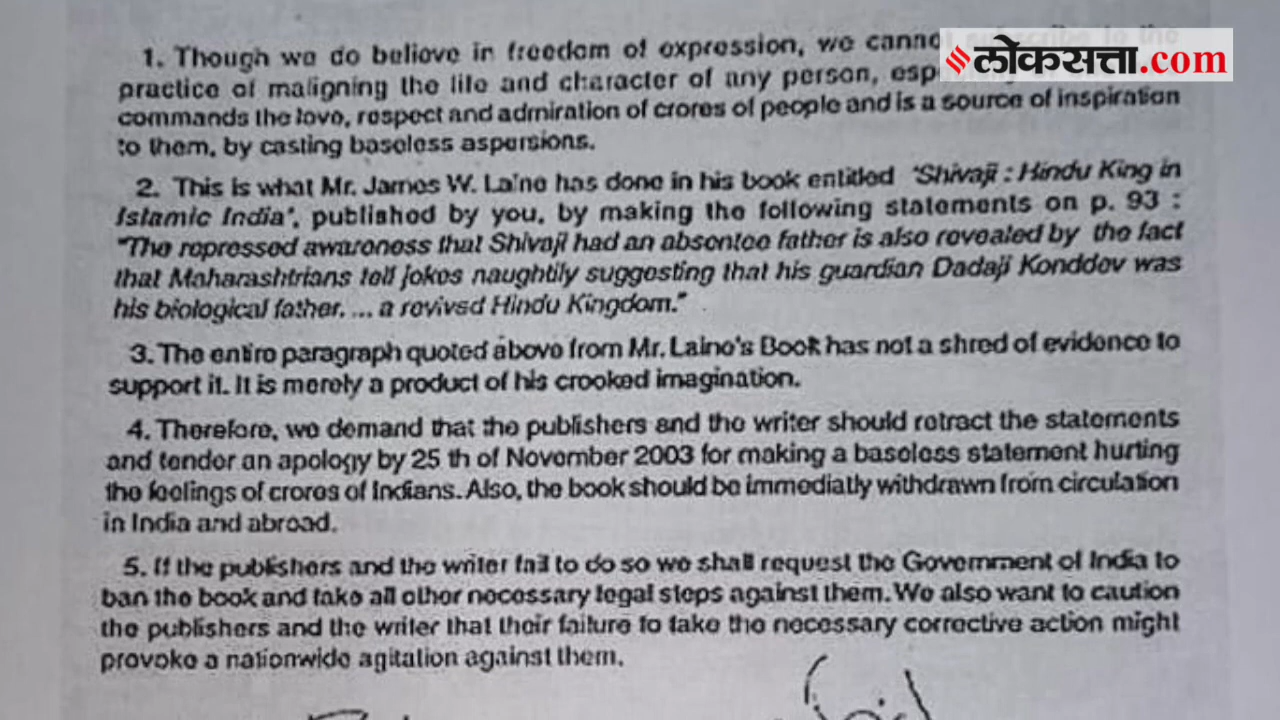 1. Though we do believe in freedom of expression, we
लोकसत्ता.com
practice of maligning the life and character of any person,
commands the love, respect and admiration of crores of people and is a source of inspiration
to them, by casting baseless aspersions.
2. This is what Mr. James W. Laine has done in his book entitled 'Shivaji : Hindu King in
Islamic India', published by you, by making the following statements on p. 93 :
"The repressed awareness that Shivaji had an absentee father is also revealed by the fact
that Maharashtrians tell jokes naughtily suggesting that his guardian Dadaji Konddev was
his biological father. ... a revived Hindu Kingdom."
3. The entire paragraph quoted above from Mr. Laine's Book has not a shred of evidence to
support it. It is merely a product of his crooked imagination.
4. Therefore, we demand that the publishers and the writer should retract the statements
and tender an apology by 25 th of November 2003 for making a baseless statement hurting
the feelings of crores of Indians. Also, the book should be immediatly withdrawn from circulation
in India and abroad.
5. If the publishers and the writer fail to do so we shall request the Government of India to
ban the book and take all other necessary legal steps against them. We also want to caution
the publishers and the writer that their failure to take the necessary corrective action might
provoke a nationwide agitation against them.